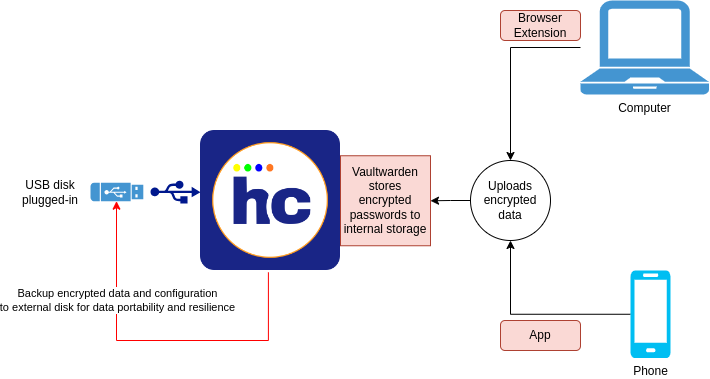 Browser
Extension
Computer
USB disk
plugged-in
hc
Vaultwarden
stores
encrypted
passwords to
internal storage
Uploads
encrypted
data
Backup encrypted data and configuration
to external disk for data portability and resilience
App
Phone